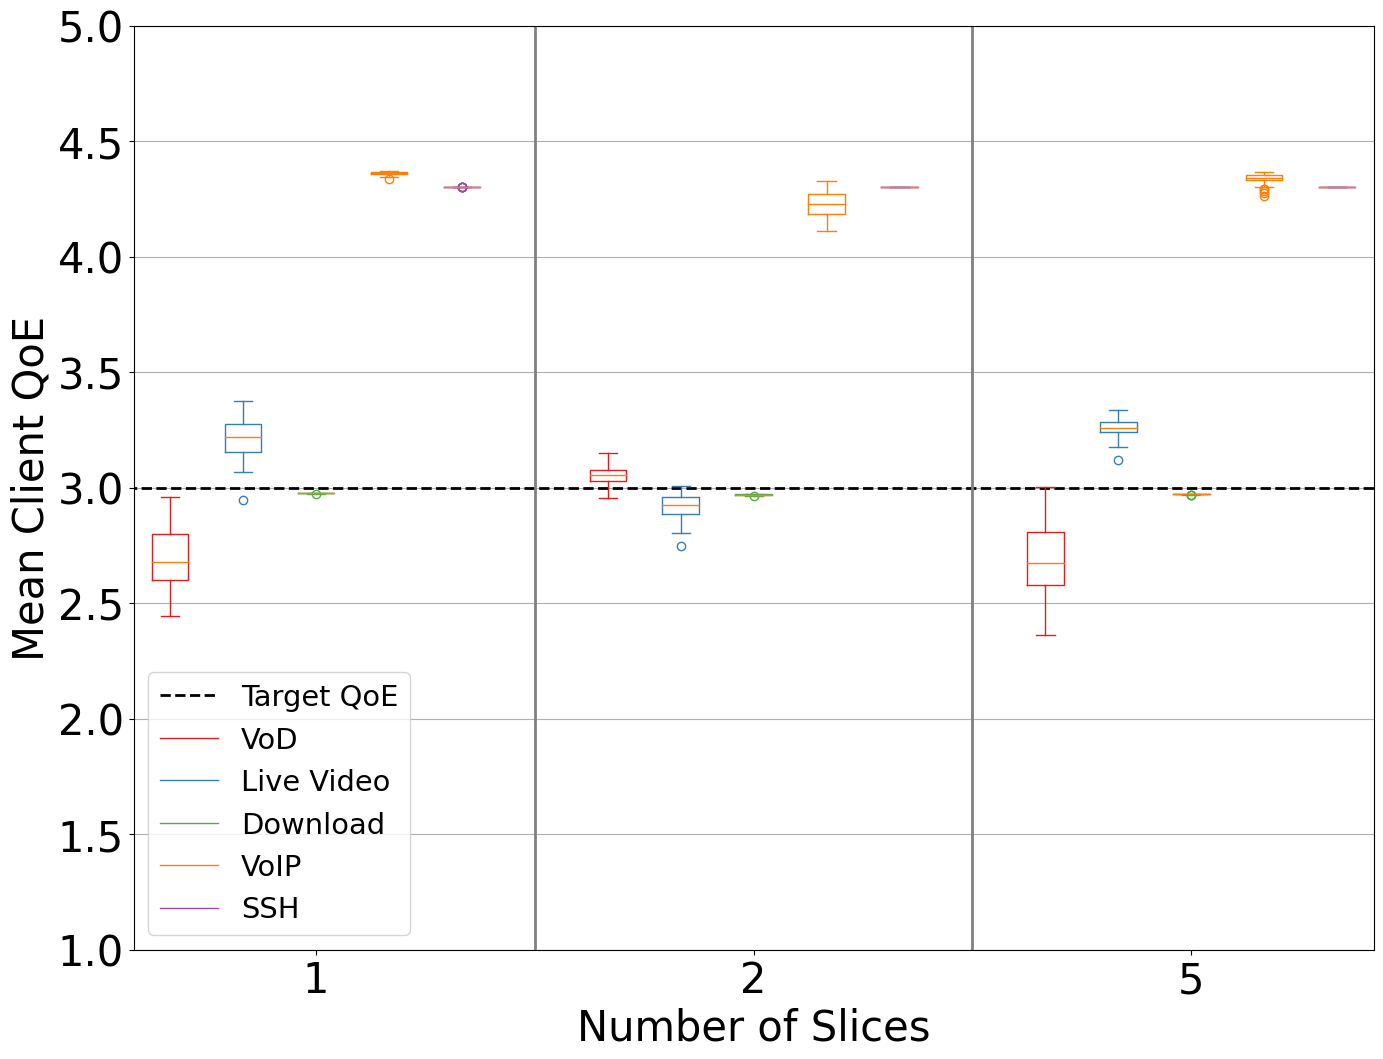 5.0
4.5
4.0
3.5
3.0
2.5
2.0
1.5
1.0
Mean Client QoE
Target QoE
VoD
Live Video
Download
VoIP
SSH
1 2 5
Number of Slices